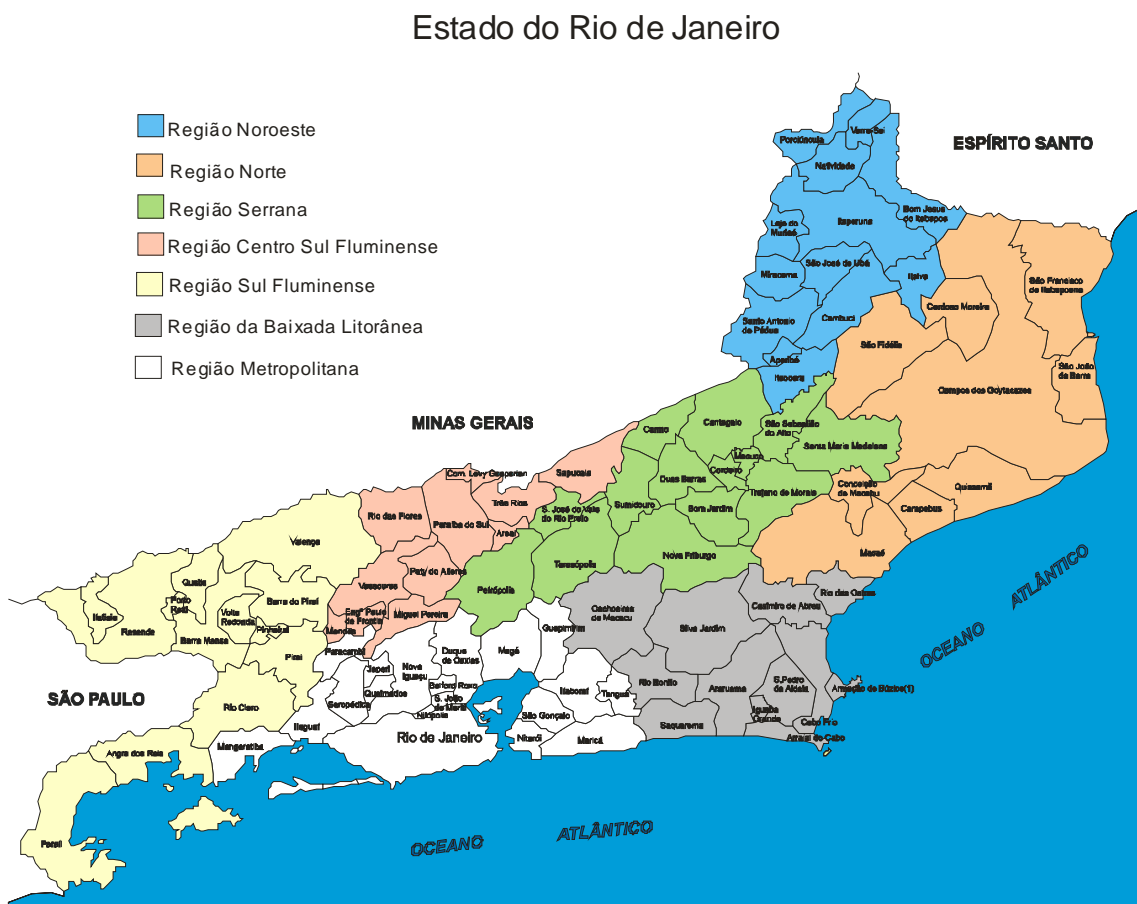 Estado do Rio de Janeiro
Região Noroeste
Região Norte
Região Serrana
Região Centro Sul Fluminense
Região Sul Fluminense
Região da Baixada Litorânea
Região Metropolitana
ESPÍRITO SANTO
MINAS GERAIS
SÃO PAULO
OCEANO
ATLÂNTICO
OCEANO
ATLÂNTICO
Porciúncula
Varre-Sai
Natividade
Bom Jesus
do Itabapoa
Itaperuna
Laje do
Muriaé
São José de Ubá
Miracema
Italva
Santo Antonio
de Pádua
Cambuci
Aperibé
Itaocara
São Francisco
de Itabapoana
Cardoso Moreira
São Fidélis
São João
da Barra
Campos dos Goytacazes
Quissamã
Conceição
de Macabu
Carapebus
Macaé
Cantagalo
Carmo
São Sebastião
do Alto
Santa Maria Madalena
Macuco
Cordeiro
Duas Barras
Trajano de Morais
Sumidouro
Bom Jardim
S. José do Vale
do Rio Preto
Nova Friburgo
Teresópolis
Petrópolis
Com. Levy Gasparian
Sapucaia
Três Rios
Rio das Flores
Paraíba do Sul
Areal
Paty do Alferes
Vassouras
Engº Paulo
de Frontin
Miguel Pereira
Mendes
Valença
Quatis
Porto
Real
Itatiaia
Resende
Volta
Redonda
Barra do Piraí
Pinheiral
Barra Mansa
Piraí
Rio Claro
Angra dos Reis
Parati
Rio das Ostras
Casimiro de Abreu
Cachoeiras
de Macacu
Silva Jardim
Rio Bonito
Araruama
S.Pedro
da Aldeia
Armação de Búzios(1)
Iguaba
Grande
Saquarema
Cabo Frio
Arraial do Cabo
Paracambi
Japeri
Nova
Iguaçu
Duque
de Caxias
Magé
Guapimirim
Queimados
Belford Roxo
Seropédica
S. João
de Meriti
Nilópolis
Itaguaí
Mangaratiba
Rio de Janeiro
Itaboraí
Tanguá
São Gonçalo
Niterói
Maricá